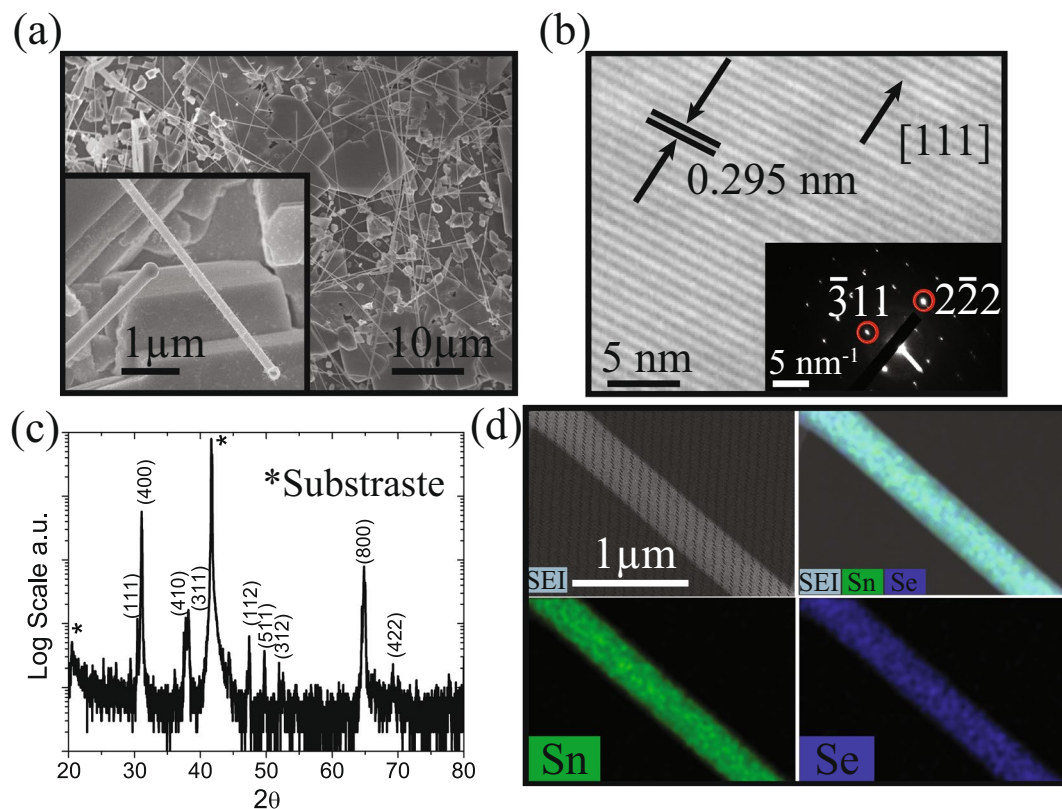 (a)
1μm
10μm
(b)
0.295 nm
[111]
3̅11
22̅2
5 nm
5 nm⁻¹
(c)
Log Scale a.u.
*
(111)
(400)
(410)
(311)
*
*Substraste
(112)
(511)
(312)
(800)
(422)
20 30 40 50 60 70 80
2θ
(d)
1μm
SEI
SEI Sn Se
Sn
Se